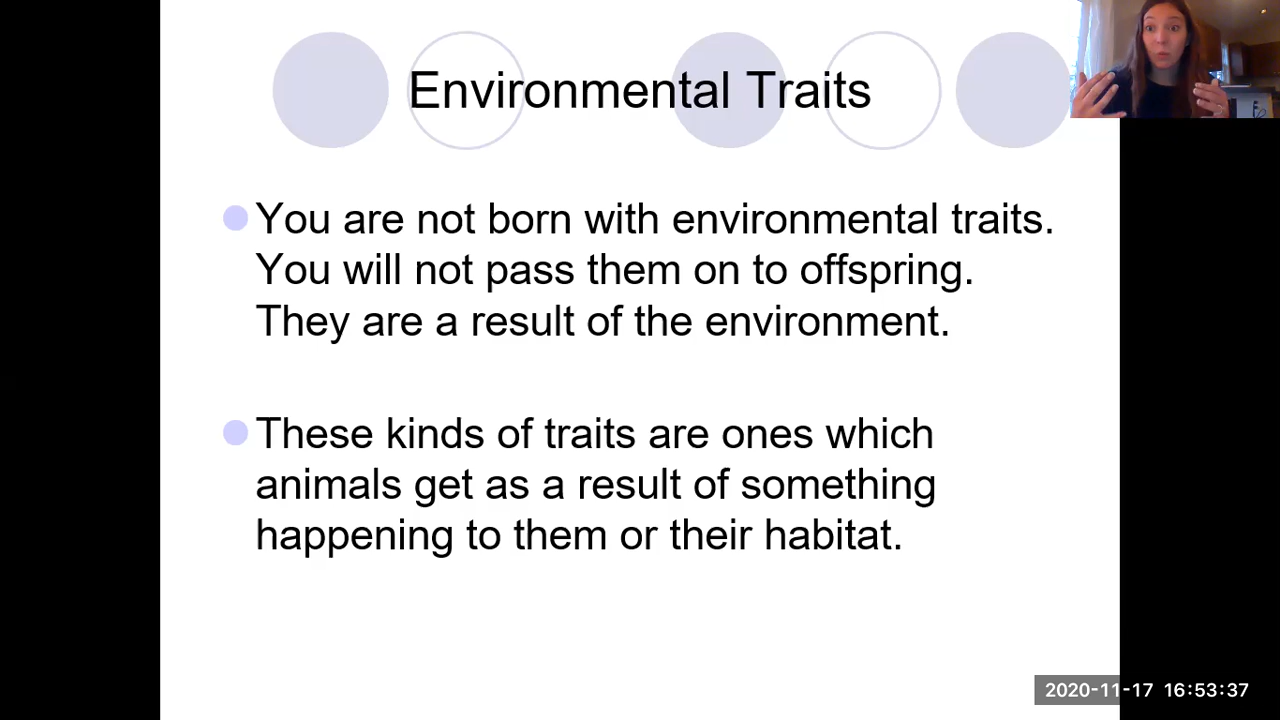 Environmental Traits
You are not born with environmental traits.
You will not pass them on to offspring.
They are a result of the environment.
These kinds of traits are ones which
animals get as a result of something
happening to them or their habitat.
2020-11-17 16:53:37